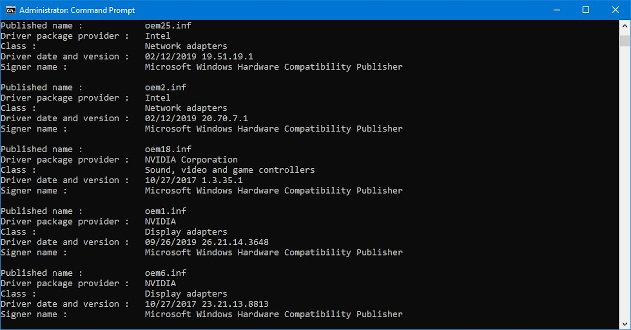 Administrator: Command Prompt
Published name :            oem25.inf
Driver package provider :   Intel
Class :                     Network adapters
Driver date and version :   02/12/2019 19.51.19.1
Signer name :               Microsoft Windows Hardware Compatibility Publisher
Published name :            oem2.inf
Driver package provider :   Intel
Class :                     Network adapters
Driver date and version :   02/12/2019 20.70.7.1
Signer name :               Microsoft Windows Hardware Compatibility Publisher
Published name :            oem18.inf
Driver package provider :   NVIDIA Corporation
Class :                     Sound, video and game controllers
Driver date and version :   10/27/2017 1.3.35.1
Signer name :               Microsoft Windows Hardware Compatibility Publisher
Published name :            oem1.inf
Driver package provider :   NVIDIA
Class :                     Display adapters
Driver date and version :   09/26/2019 26.21.14.3648
Signer name :               Microsoft Windows Hardware Compatibility Publisher
Published name :            oem6.inf
Driver package provider :   NVIDIA
Class :                     Display adapters
Driver date and version :   10/27/2017 23.21.13.8813
Signer name :               Microsoft Windows Hardware Compatibility Publisher